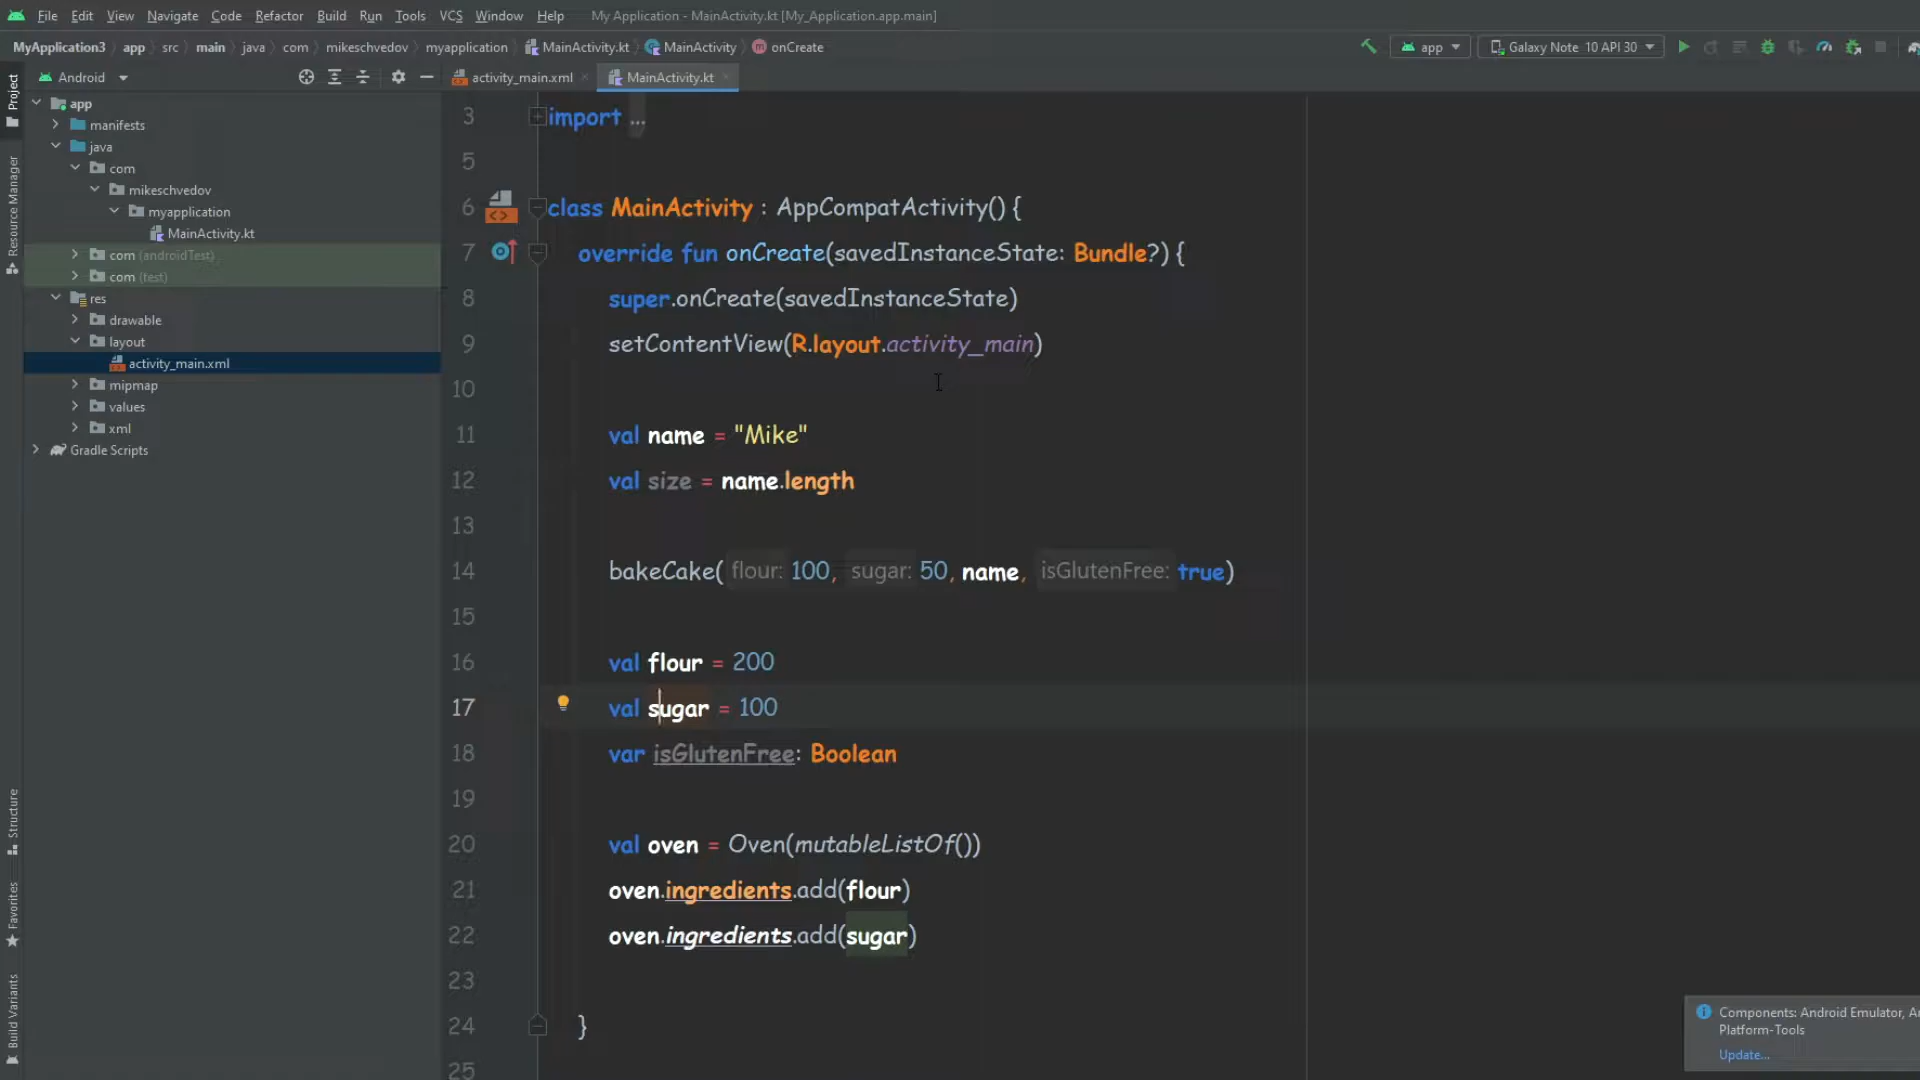 File Edit View Navigate Code Refactor Build Run Tools VCS Window Help My Application - MainActivity.kt [My_Application.app.main]
MyApplication3 app src main java com mikeschvedov myapplication MainActivity.kt MainActivity onCreate app Galaxy Note 10 API 30
Android activity_main.xml MainActivity.kt
Project
Resource Manager
Structure
Favorites
Build Variants
app
manifests
java
com
mikeschvedov
myapplication
MainActivity.kt
com (androidTest)
com (test)
res
drawable
layout
activity_main.xml
mipmap
values
xml
Gradle Scripts
3 import ...
5
6 class MainActivity : AppCompatActivity() {
7 override fun onCreate(savedInstanceState: Bundle?) {
8 super.onCreate(savedInstanceState)
9 setContentView(R.layout.activity_main)
10
11 val name = "Mike"
12 val size = name.length
13
14 bakeCake( flour: 100, sugar: 50, name, isGlutenFree: true)
15
16 val flour = 200
17 val sugar = 100
18 var isGlutenFree: Boolean
19
20 val oven = Oven(mutableListOf())
21 oven.ingredients.add(flour)
22 oven.ingredients.add(sugar)
23
24 }
25
Components: Android Emulator,
Platform-Tools
Update...